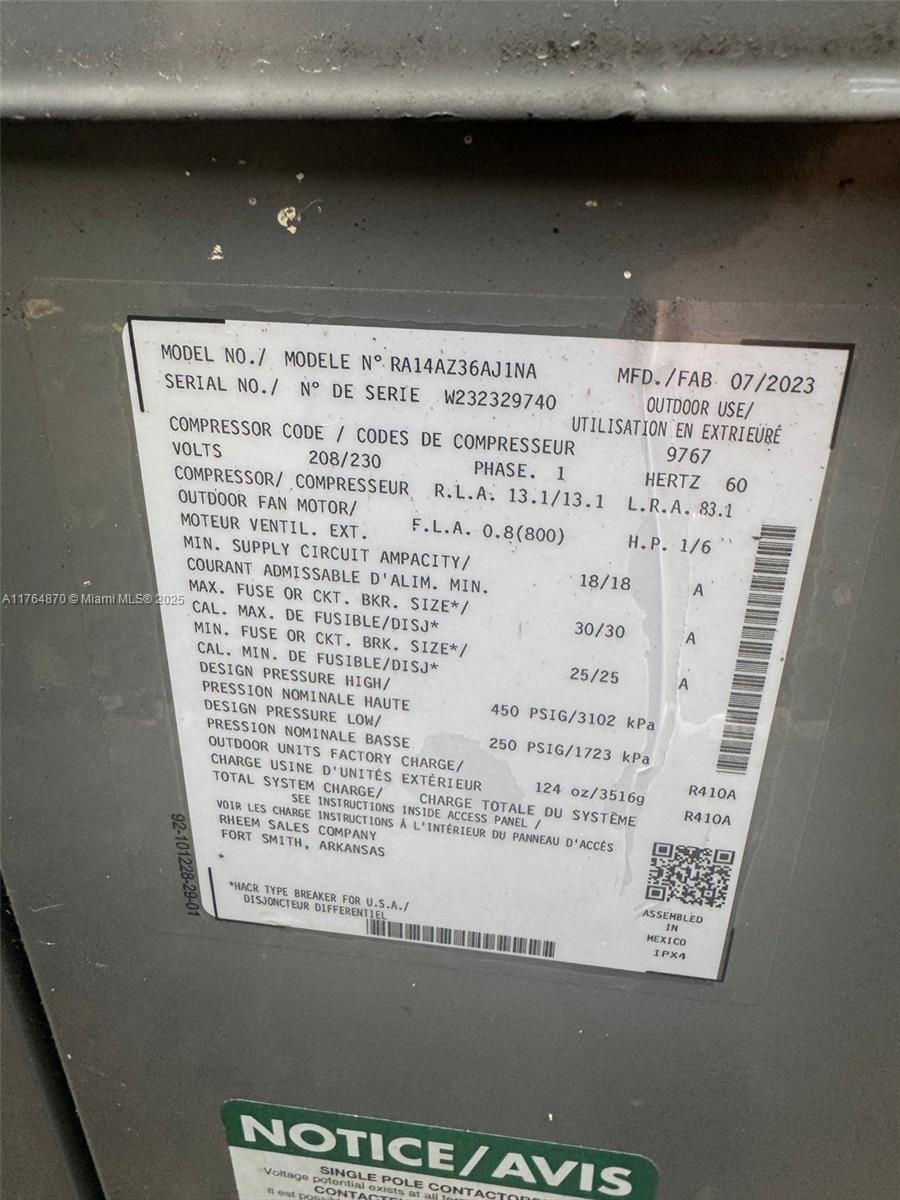 MODEL NO./ MODELE N° RA14AZ36AJ1NA MFD./FAB 07/2023
SERIAL NO./ N° DE SERIE W232329740 OUTDOOR USE/
UTILISATION EN EXTRIEURÉ
COMPRESSOR CODE / CODES DE COMPRESSEUR 9767
VOLTS 208/230 PHASE. 1 HERTZ 60
COMPRESSOR/ COMPRESSEUR R.L.A. 13.1/13.1 L.R.A. 83.1
OUTDOOR FAN MOTOR/
MOTEUR VENTIL. EXT. F.L.A. 0.8(800) H.P. 1/6
MIN. SUPPLY CIRCUIT AMPACITY/
COURANT ADMISSABLE D'ALIM. MIN. 18/18 A
MAX. FUSE OR CKT. BKR. SIZE*/
CAL. MAX. DE FUSIBLE/DISJ* 30/30 A
MIN. FUSE OR CKT. BRK. SIZE*/
CAL. MIN. DE FUSIBLE/DISJ* 25/25 A
DESIGN PRESSURE HIGH/
PRESSION NOMINALE HAUTE 450 PSIG/3102 kPa
DESIGN PRESSURE LOW/
PRESSION NOMINALE BASSE 250 PSIG/1723 kPa
OUTDOOR UNITS FACTORY CHARGE/
CHARGE USINE D'UNITÉS EXTÉRIEUR 124 oz/3516g R410A
TOTAL SYSTEM CHARGE/ CHARGE TOTALE DU SYSTÈME R410A
SEE INSTRUCTIONS INSIDE ACCESS PANEL /
VOIR LES CHARGE INSTRUCTIONS À L'INTÉRIEUR DU PANNEAU D'ACCÈS
RHEEM SALES COMPANY
FORT SMITH, ARKANSAS
*HACR TYPE BREAKER FOR U.S.A./
DISJONCTEUR DIFFERENTIEL
ASSEMBLED
IN
MEXICO
IPX4
92-101228-29-01
A11764870 © Miami MLS® 2025
NOTICE/AVIS
SINGLE POLE CONTACTORS
Voltage potential exists at all
Il est